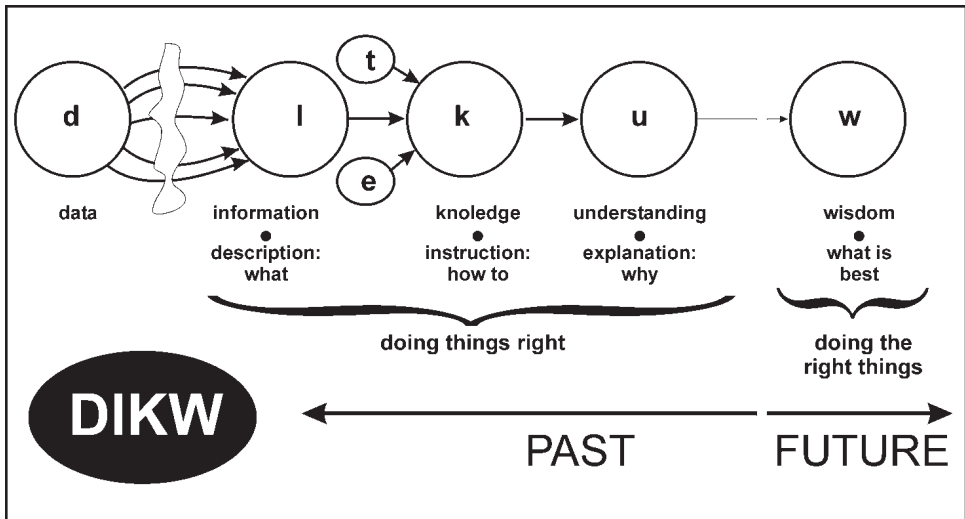 t
d
l
k
u
w
e
data
information
knoledge
understanding
wisdom
description:
what
instruction:
how to
explanation:
why
what is
best
doing things right
doing the
right things
DIKW
PAST
FUTURE